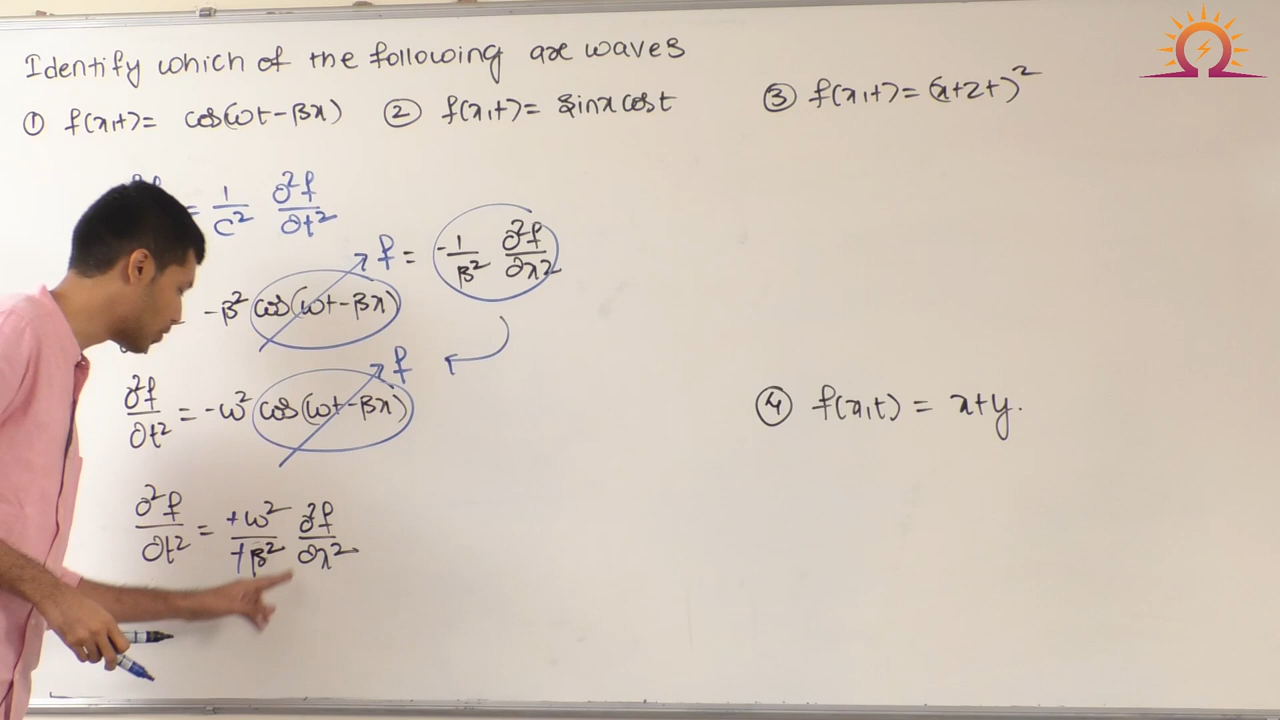 Identify which of the following are waves
① f(x,t) = cos(ωt-βx)
② f(x,t) = sinx cost
③ f(x,t) = (x+2t)²
= 1/c² ∂²f/∂t²
-β² cos(ωt-βx) → f = -1/β² ∂²f/∂x²
∂²f/∂t² = -ω² cos(ωt-βx) → f
∂²f/∂t² = +ω²/+β² ∂²f/∂x²
④ f(x,t) = x+y.